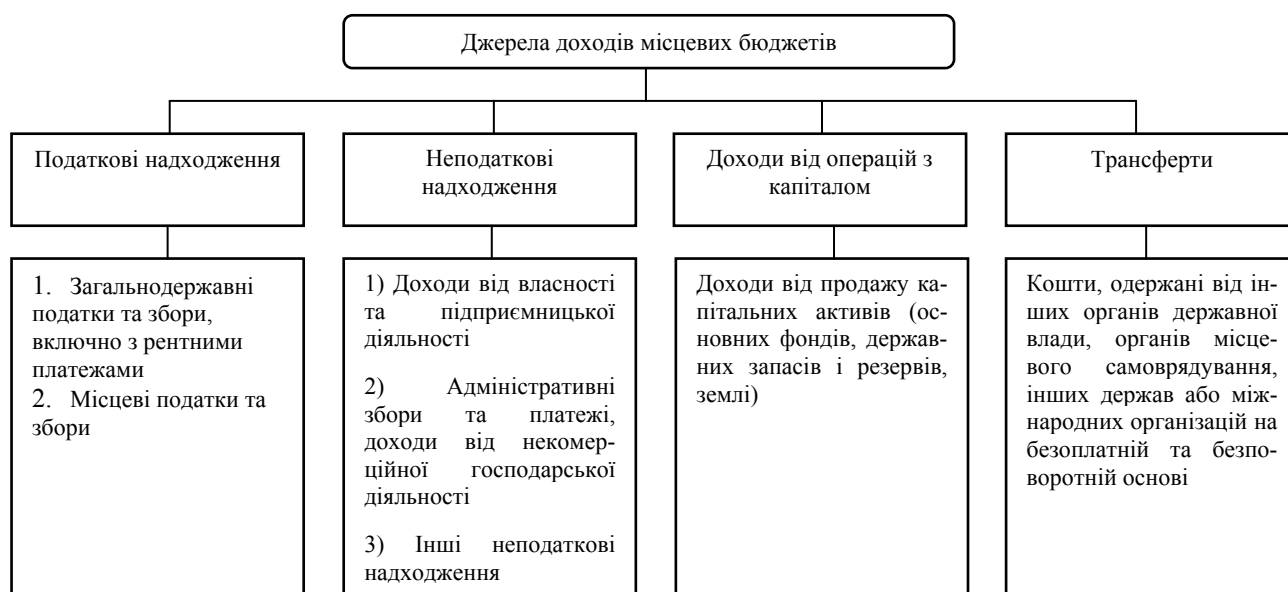 Джерела доходів місцевих бюджетів
Податкові надходження
Неподаткові
надходження
Доходи від операцій з
капіталом
Трансферти
1. Загальнодержавні
податки та збори,
включно з рентними
платежами
2. Місцеві податки та
збори
1) Доходи від власності
та підприємницької
діяльності
2) Адміністративні
збори та платежі,
доходи від некомер-
ційної господарської
діяльності
3) Інші неподаткові
надходження
Доходи від продажу ка-
пітальних активів (ос-
новних фондів, держав-
них запасів і резервів,
землі)
Кошти, одержані від ін-
ших органів державної
влади, органів місце-
вого самоврядування,
інших держав або між-
народних організацій на
безоплатній та безпо-
воротній основі